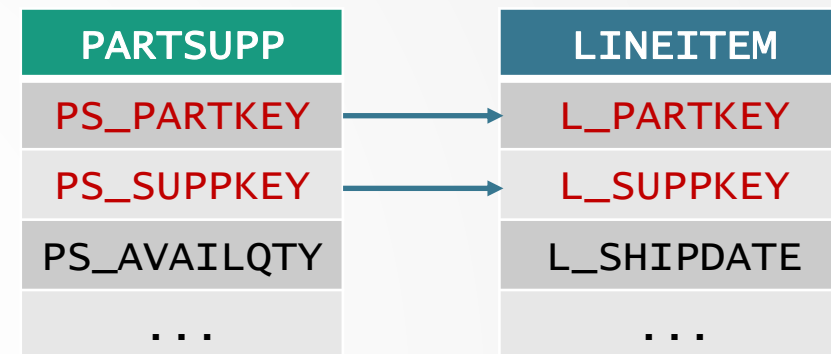 PARTSUPP
PS_PARTKEY
PS_SUPPKEY
PS_AVAILQTY
...
LINEITEM
L_PARTKEY
L_SUPPKEY
L_SHIPDATE
...